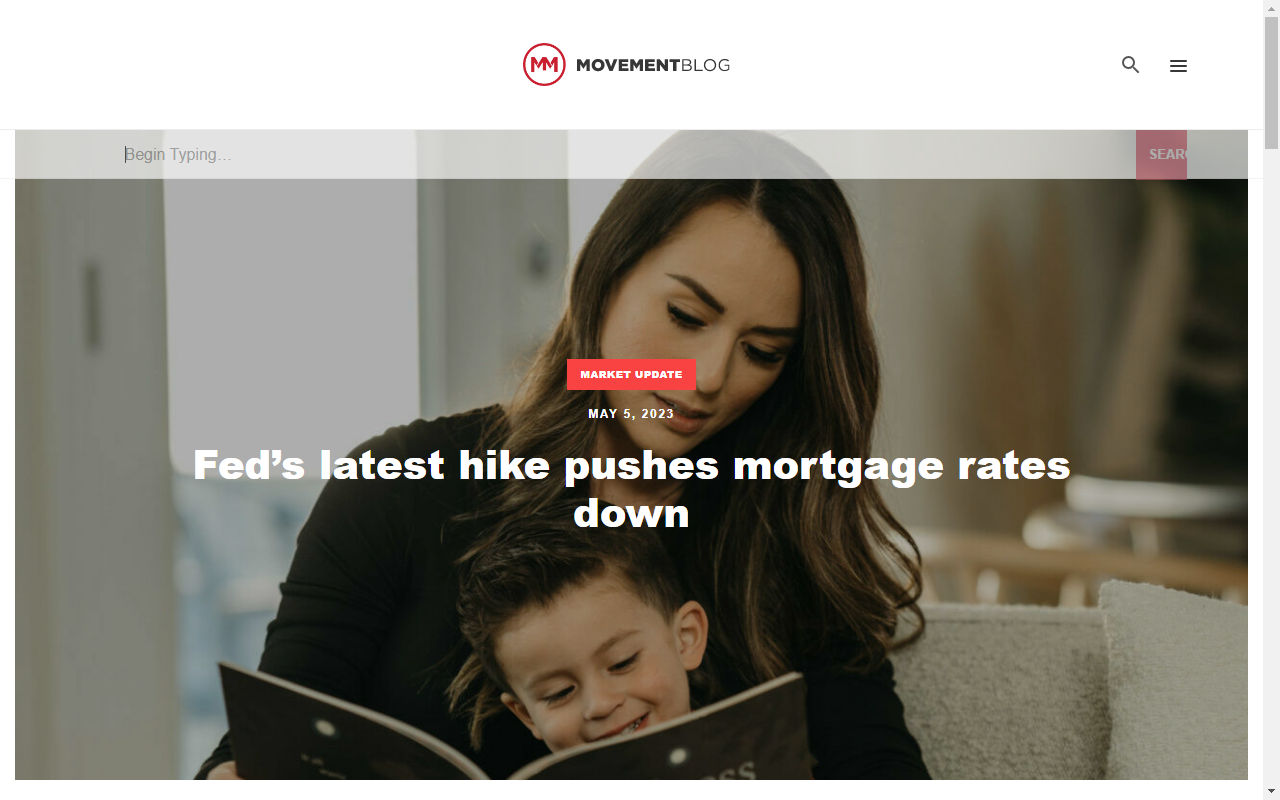 MM MOVEMENTBLOG
Begin Typing...
SEARC
MARKET UPDATE
MAY 5, 2023
Fed's latest hike pushes mortgage rates
down